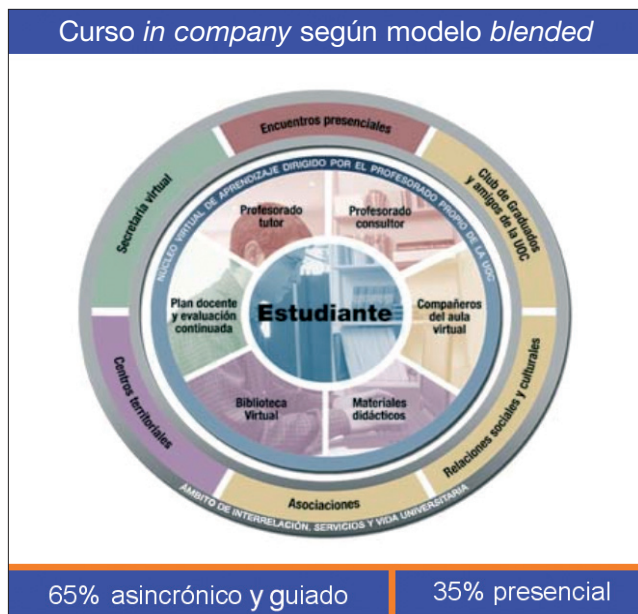 Curso in company según modelo blended
Encuentros presenciales
Club de Graduados
y amigos de la UOC
Relaciones sociales y culturales
Asociaciones
Centros territoriales
Secretaría virtual
NÚCLEO VIRTUAL DE APRENDIZAJE DIRIGIDO POR EL PROFESORADO PROPIO DE LA UOC
Profesorado
tutor
Profesorado
consultor
Plan docente
y evaluación
continuada
Estudiante
Compañeros
del aula
virtual
Biblioteca
Virtual
Materiales
didácticos
ÁMBITO DE INTERRELACIÓN, SERVICIOS Y VIDA UNIVERSITARIA
65% asincrónico y guiado
35% presencial